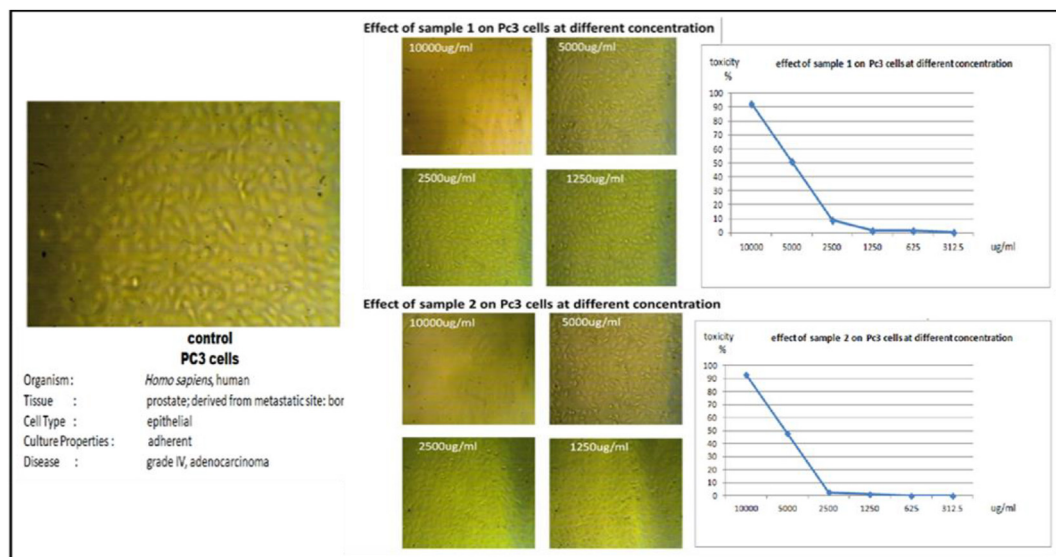 Effect of sample 1 on Pc3 cells at different concentration
10000ug/ml
5000ug/ml
2500ug/ml
1250ug/ml
toxicity
%
effect of sample 1 on Pc3 cells at different concentration
100
90
80
70
60
50
40
30
20
10
0
10000 5000 2500 1250 625 312.5
ug/ml
control
PC3 cells
Organism: Homo sapiens, human
Tissue : prostate; derived from metastatic site: bor
Cell Type : epithelial
Culture Properties: adherent
Disease : grade IV, adenocarcinoma
Effect of sample 2 on Pc3 cells at different concentration
10000ug/ml
5000ug/ml
2500ug/ml
1250ug/ml
toxicity
%
effect of sample 2 on Pc3 cells at different concentration
100
90
80
70
60
50
40
30
20
10
0
10000 5000 2500 1250 625 312.5
ug/ml